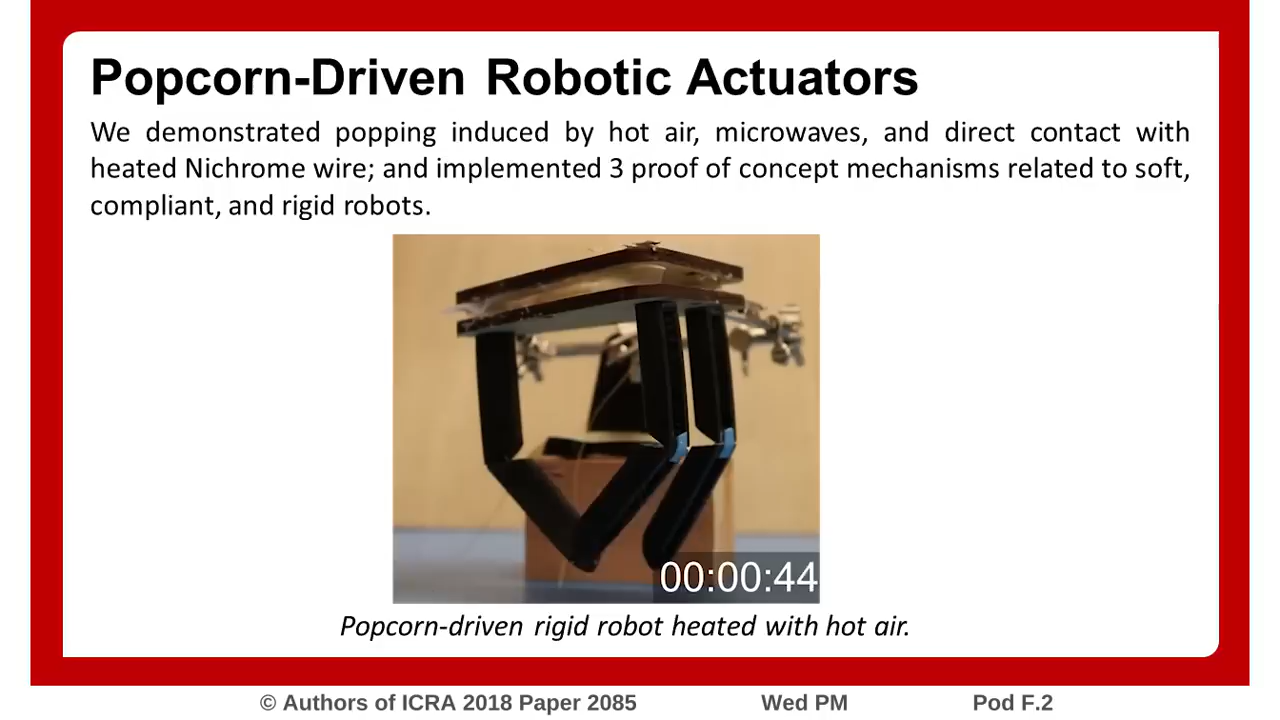 Popcorn-Driven Robotic Actuators
We demonstrated popping induced by hot air, microwaves, and direct contact with
heated Nichrome wire; and implemented 3 proof of concept mechanisms related to soft,
compliant, and rigid robots.
00:00:44
Popcorn-driven rigid robot heated with hot air.
© Authors of ICRA 2018 Paper 2085 Wed PM Pod F.2